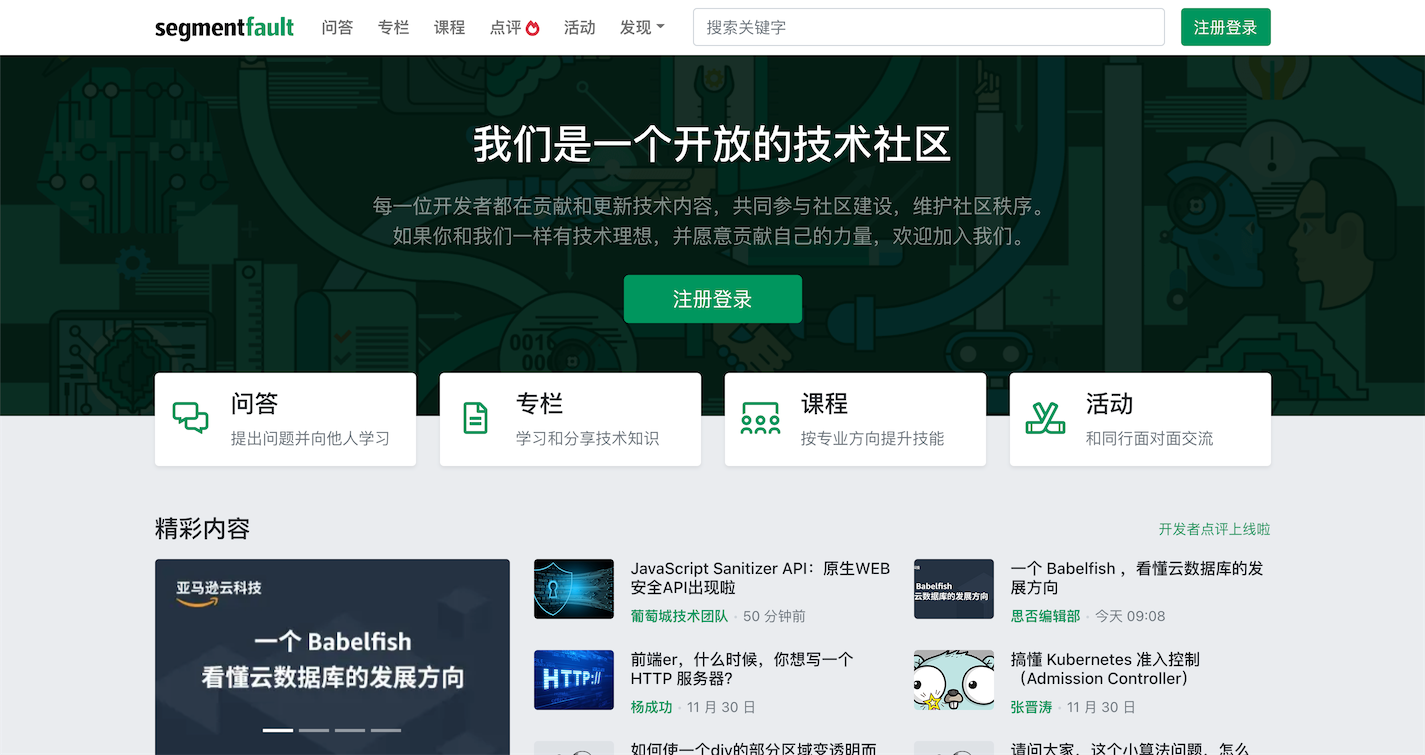 segmentfault 问答 专栏 课程 点评 活动 发现 搜索关键字 注册登录
我们是一个开放的技术社区
每一位开发者都在贡献和更新技术内容，共同参与社区建设，维护社区秩序。
如果你和我们一样有技术理想，并愿意贡献自己的力量，欢迎加入我们。
注册登录
问答
提出问题并向他人学习
专栏
学习和分享技术知识
课程
按专业方向提升技能
活动
和同行面对面交流
精彩内容
开发者点评上线啦
亚马逊云科技
一个 Babelfish
看懂云数据库的发展方向
JavaScript Sanitizer API：原生WEB
安全API出现啦
葡萄城技术团队 · 50 分钟前
Babelfish
云数据库的发展方向
一个 Babelfish ，看懂云数据库的发
展方向
思否编辑部 · 今天 09:08
HTTP://
前端er，什么时候，你想写一个
HTTP 服务器？
杨成功 · 11 月 30 日
搞懂 Kubernetes 准入控制
（Admission Controller）
张晋涛 · 11 月 30 日
如何使一个div的部分区域变透明而
请问大家，这个小算法问题，怎么